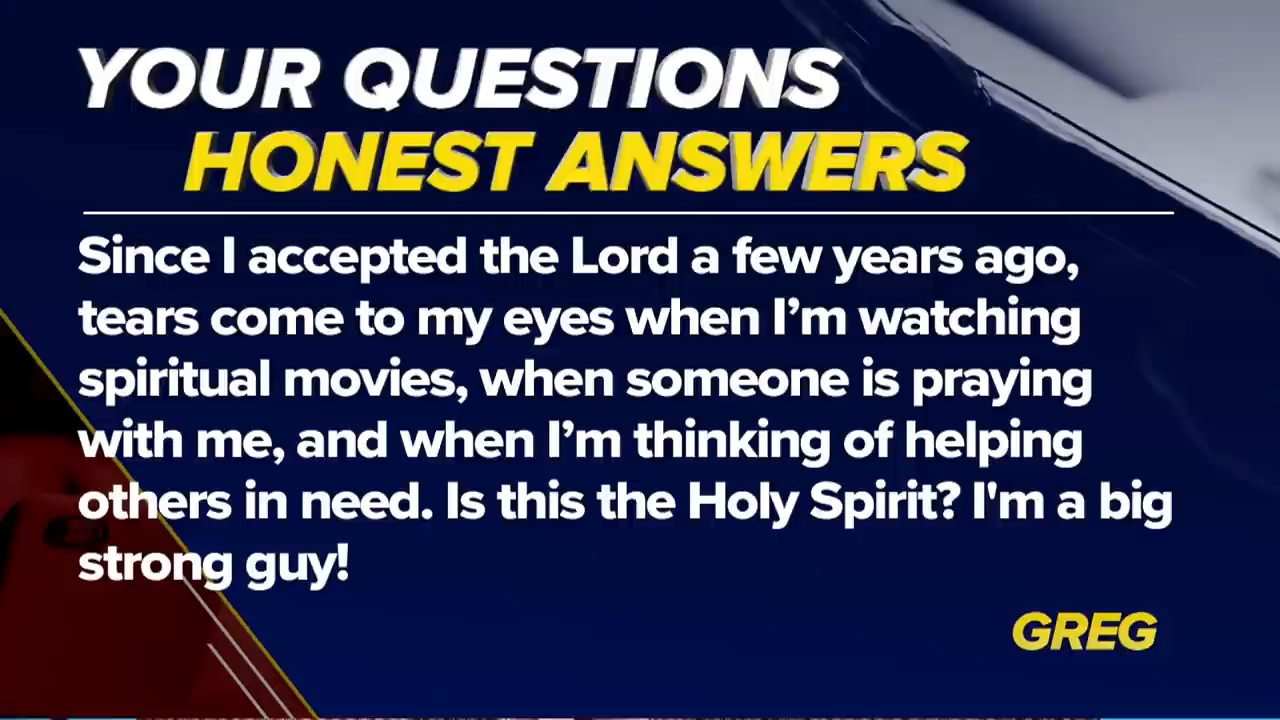 YOUR QUESTIONS
HONEST ANSWERS
Since I accepted the Lord a few years ago,
tears come to my eyes when I’m watching
spiritual movies, when someone is praying
with me, and when I’m thinking of helping
others in need. Is this the Holy Spirit? I'm a big
strong guy!
GREG